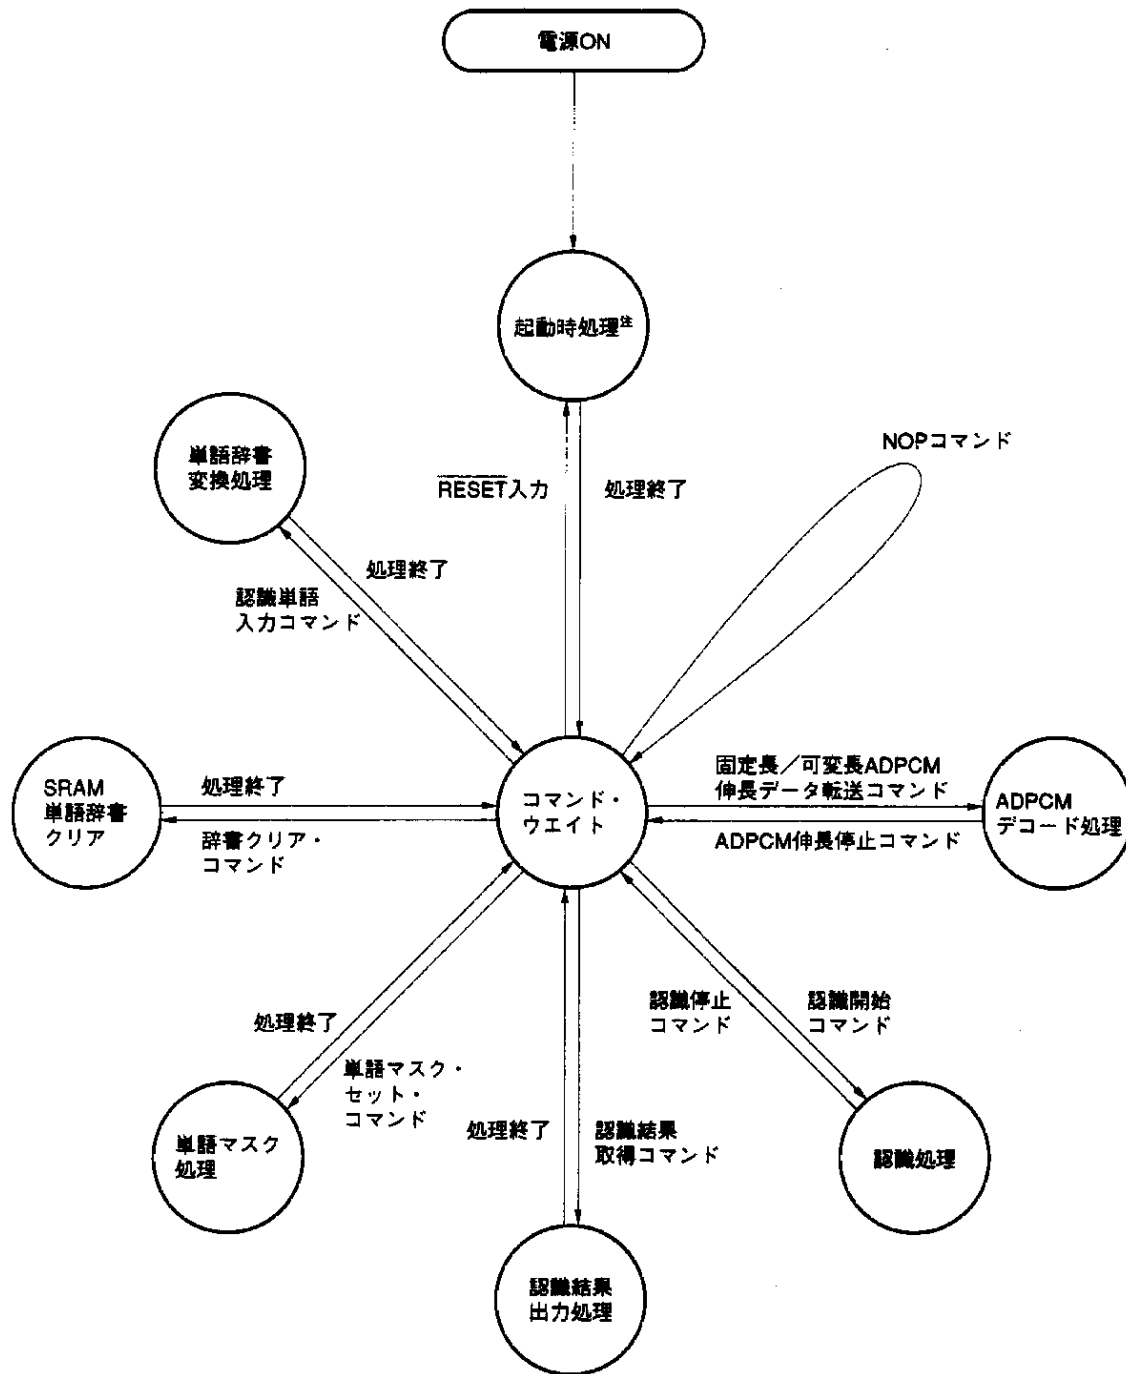 電源ON
起動時処理注
NOPコマンド
単語辞書
変換処理
RESET入力
処理終了
処理終了
認識単語
入力コマンド
固定長／可変長ADPCM
伸長データ転送コマンド
SRAM
単語辞書
クリア
処理終了
コマンド・
ウエイト
ADPCM
デコード処理
辞書クリア・
コマンド
ADPCM伸長停止コマンド
認識停止
コマンド
認識開始
コマンド
処理終了
単語マスク・
セット・
コマンド
処理終了
認識結果
取得コマンド
単語マスク
処理
認識処理
認識結果
出力処理